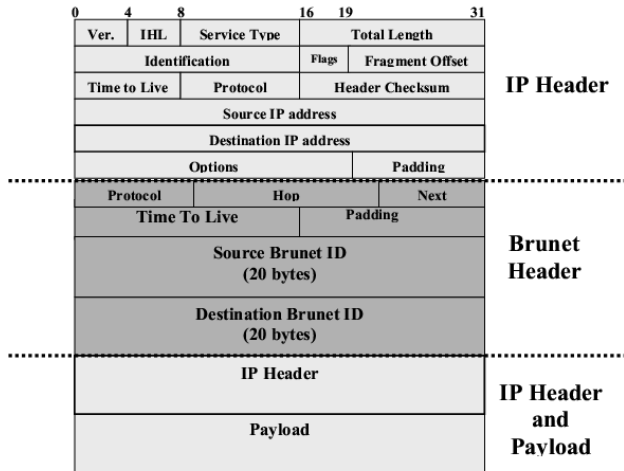 0 4 8 16 19 31
Ver. IHL Service Type Total Length
Identification Flags Fragment Offset
Time to Live Protocol Header Checksum
Source IP address
Destination IP address
Options Padding
IP Header
Protocol Hop Next
Time To Live Padding
Source Brunet ID
(20 bytes)
Destination Brunet ID
(20 bytes)
Brunet
Header
IP Header
Payload
IP Header
and
Payload